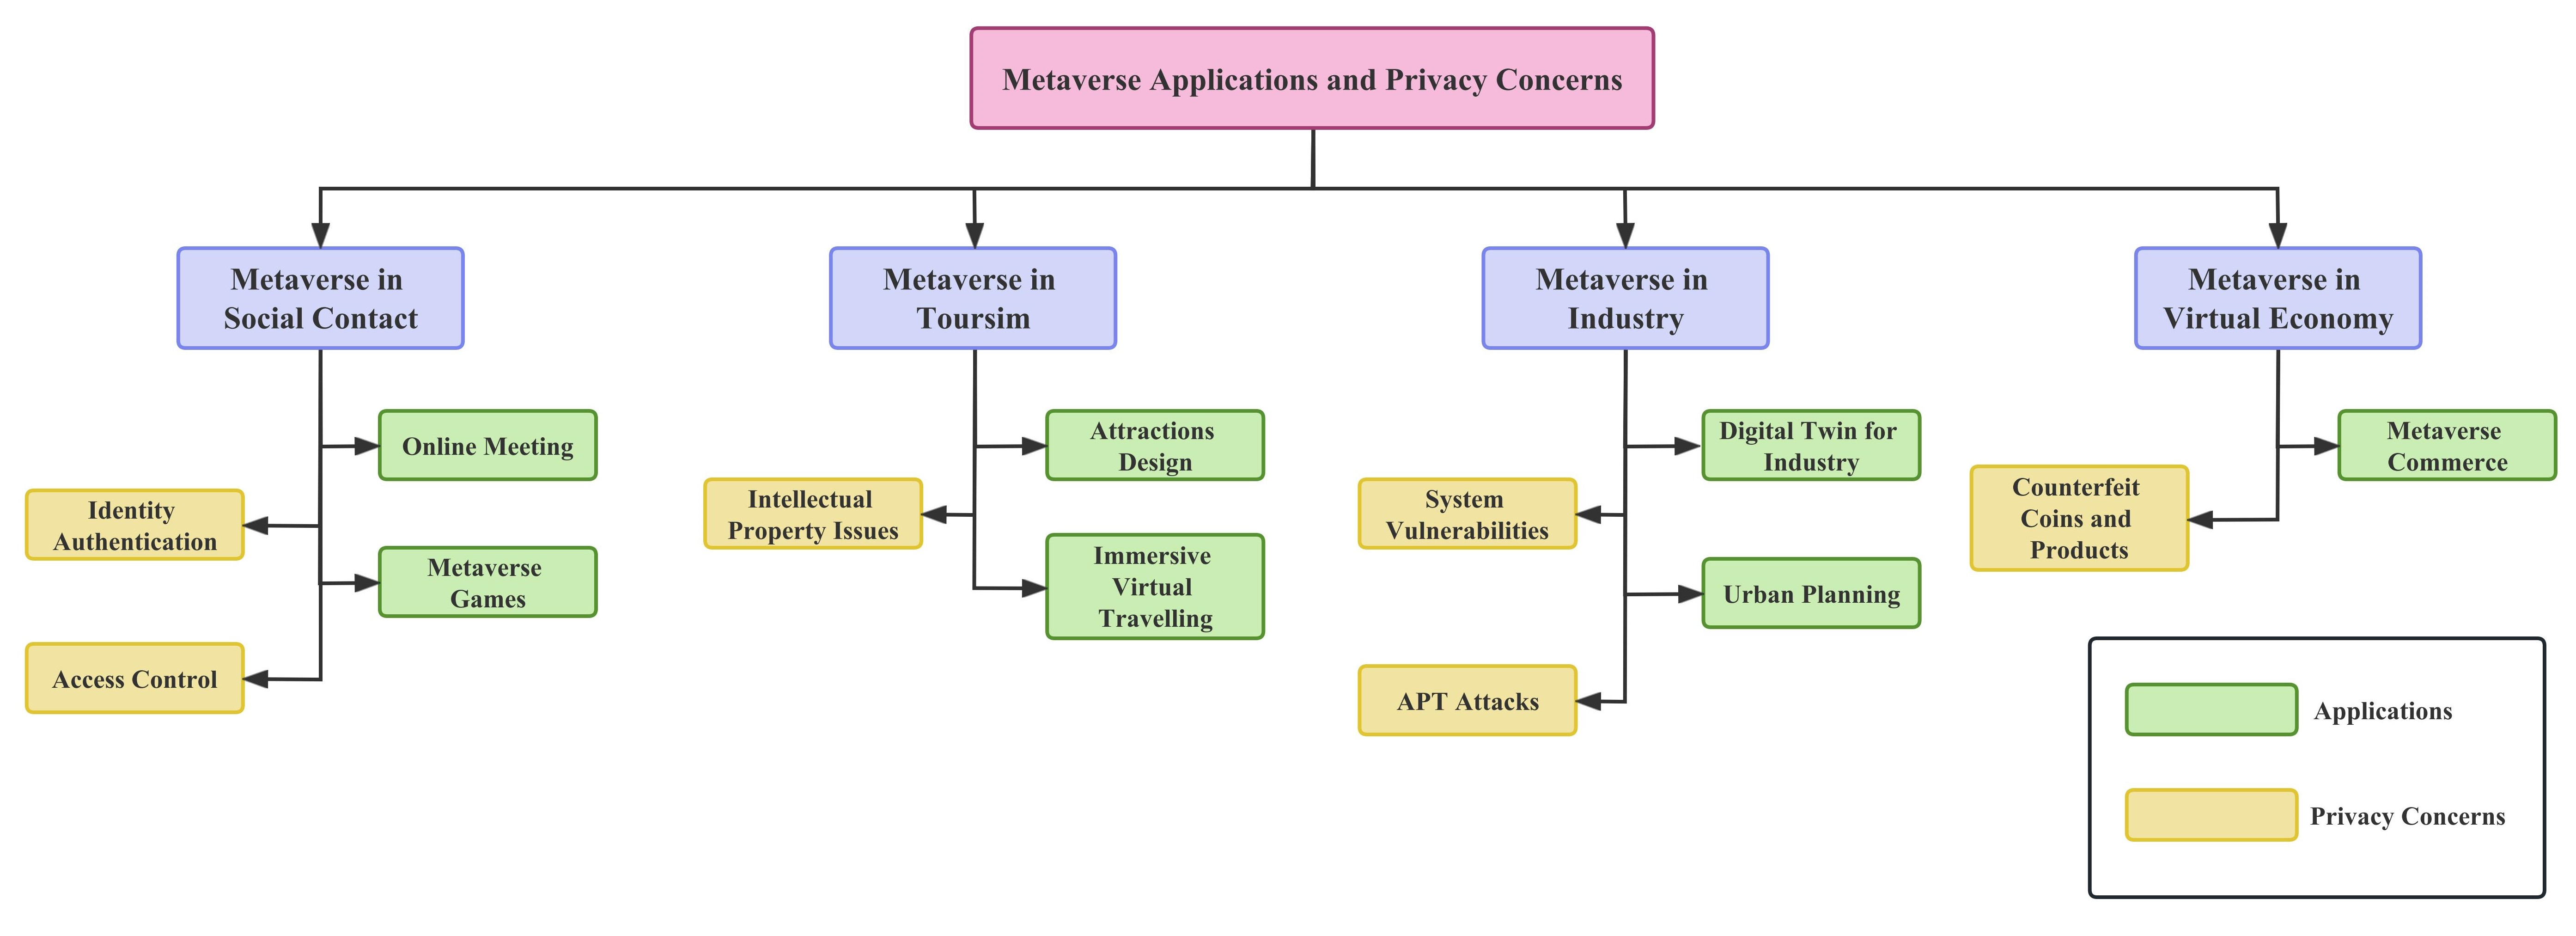 Metaverse Applications and Privacy Concerns
Metaverse in
Social Contact
Online Meeting
Identity
Authentication
Metaverse
Games
Access Control
Metaverse in
Toursim
Attractions
Design
Intellectual
Property Issues
Immersive
Virtual
Travelling
Metaverse in
Industry
Digital Twin for
Industry
System
Vulnerabilities
Urban Planning
APT Attacks
Metaverse in
Virtual Economy
Metaverse
Commerce
Counterfeit
Coins and
Products
Applications
Privacy Concerns